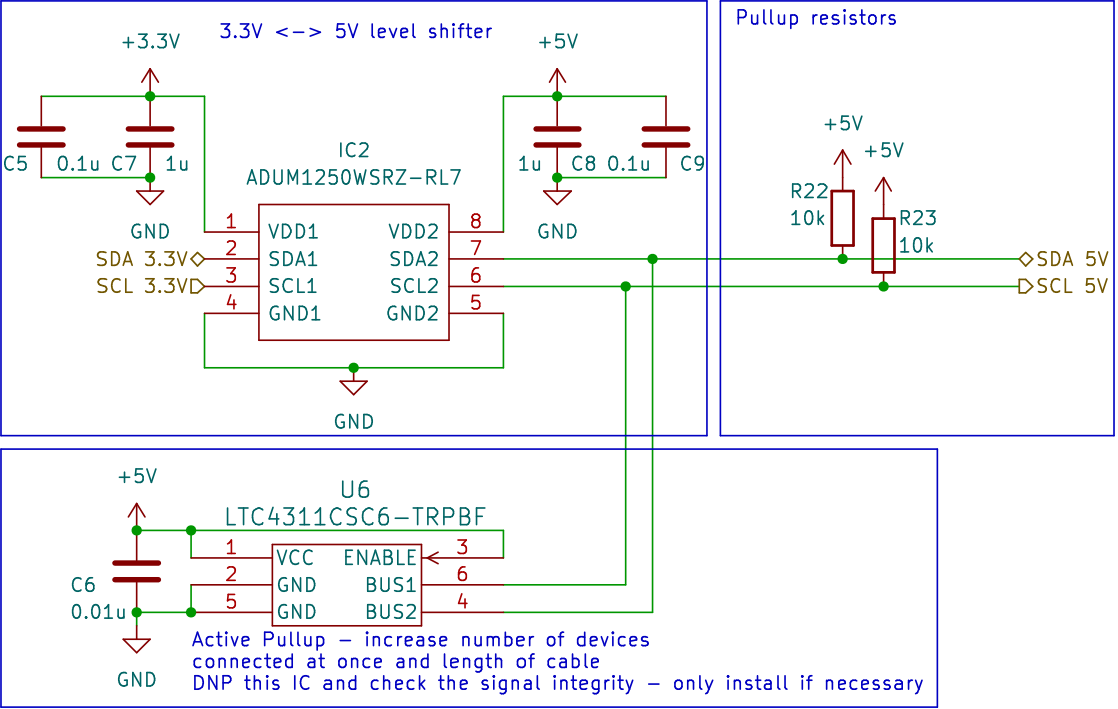 3.3V <-> 5V level shifter
+3.3V
+5V
C5
0.1u
C7
1u
1u
C8
0.1u
C9
GND
GND
IC2
ADUM1250WSRZ-RL7
1
VDD1
VDD2
8
SDA 3.3V
2
SDA1
SDA2
7
SCL 3.3V
3
SCL1
SCL2
6
4
GND1
GND2
5
GND
Pullup resistors
+5V
+5V
R22
10k
R23
10k
SDA 5V
SCL 5V
+5V
U6
LTC4311CSC6-TRPBF
1
VCC
ENABLE
3
2
GND
BUS1
6
5
GND
BUS2
4
C6
0.01u
GND
Active Pullup - increase number of devices
connected at once and length of cable
DNP this IC and check the signal integrity - only install if necessary